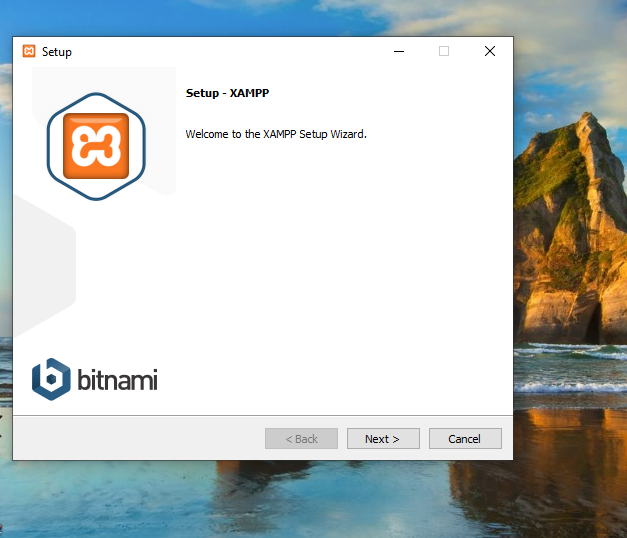 Setup
Setup - XAMPP
Welcome to the XAMPP Setup Wizard.
bitnami
< Back
Next >
Cancel